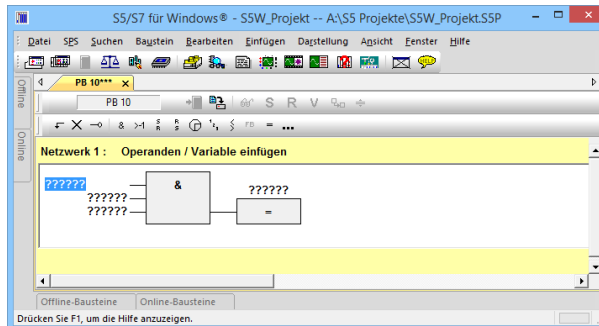 S5/S7 für Windows® - S5W_Projekt -- A:\S5 Projekte\S5W_Projekt.S5P
Datei SPS Suchen Baustein Bearbeiten Einfügen Darstellung Ansicht Fenster Hilfe
HELP
PB 10*** x
Offline
PB 10
S R V
& >-1 S R R S FB = ...
Online
Netzwerk 1 : Operanden / Variable einfügen
?????? &
?????? ??????
??????
=
Offline-Bausteine Online-Bausteine
Drücken Sie F1, um die Hilfe anzuzeigen.